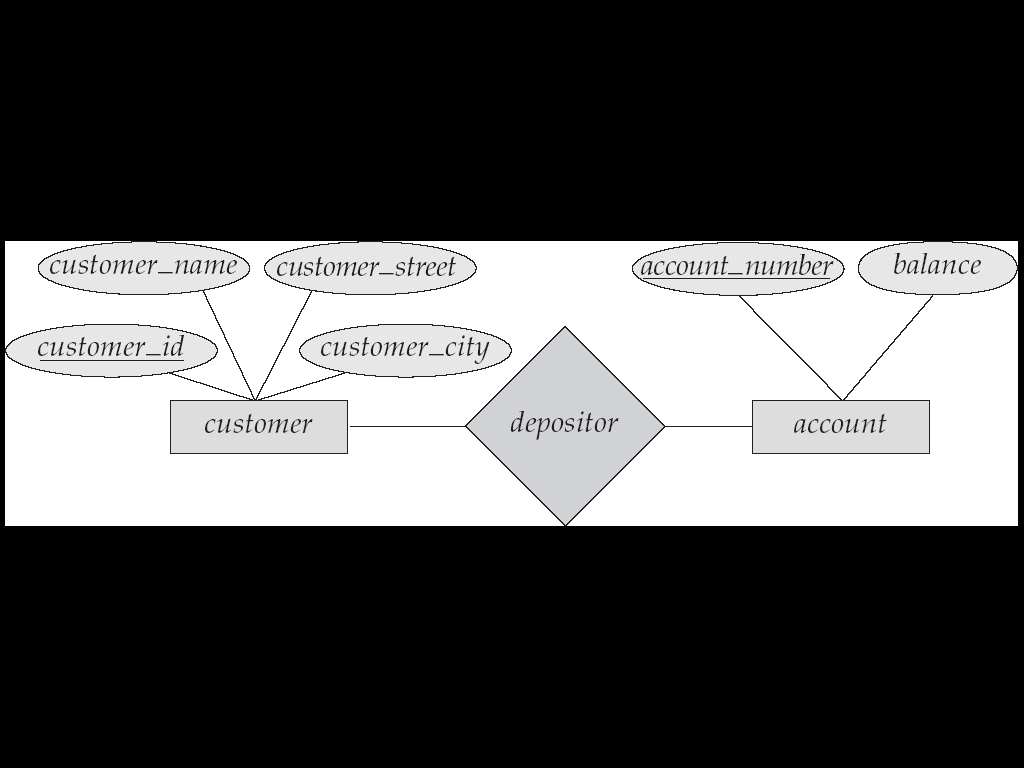 customer_name
customer_street
account_number
balance
customer_id
customer_city
customer
depositor
account